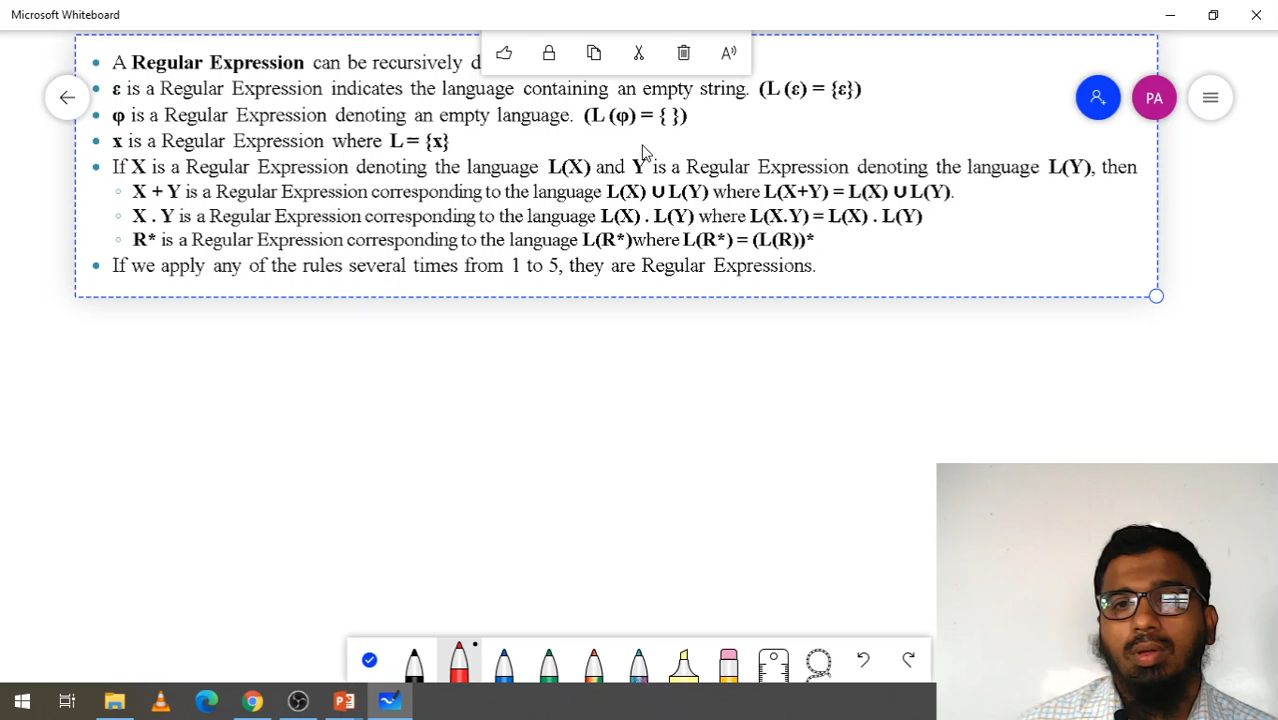 Microsoft Whiteboard
A Regular Expression can be recursively d
ε is a Regular Expression indicates the language containing an empty string. (L (ε) = {ε})
φ is a Regular Expression denoting an empty language. (L (φ) = { })
x is a Regular Expression where L = {x}
If X is a Regular Expression denoting the language L(X) and Y is a Regular Expression denoting the language L(Y), then
X + Y is a Regular Expression corresponding to the language L(X) ∪ L(Y) where L(X+Y) = L(X) ∪ L(Y).
X . Y is a Regular Expression corresponding to the language L(X) . L(Y) where L(X.Y) = L(X) . L(Y)
R* is a Regular Expression corresponding to the language L(R*)where L(R*) = (L(R))*
If we apply any of the rules several times from 1 to 5, they are Regular Expressions.
PA